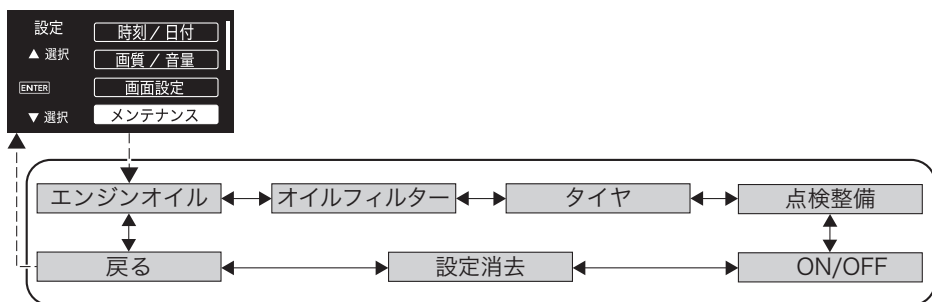 設定
時刻 / 日付
▲ 選択
画質 / 音量
ENTER
画面設定
▼ 選択
メンテナンス
エンジンオイル
オイルフィルター
タイヤ
点検整備
戻る
設定消去
ON/OFF